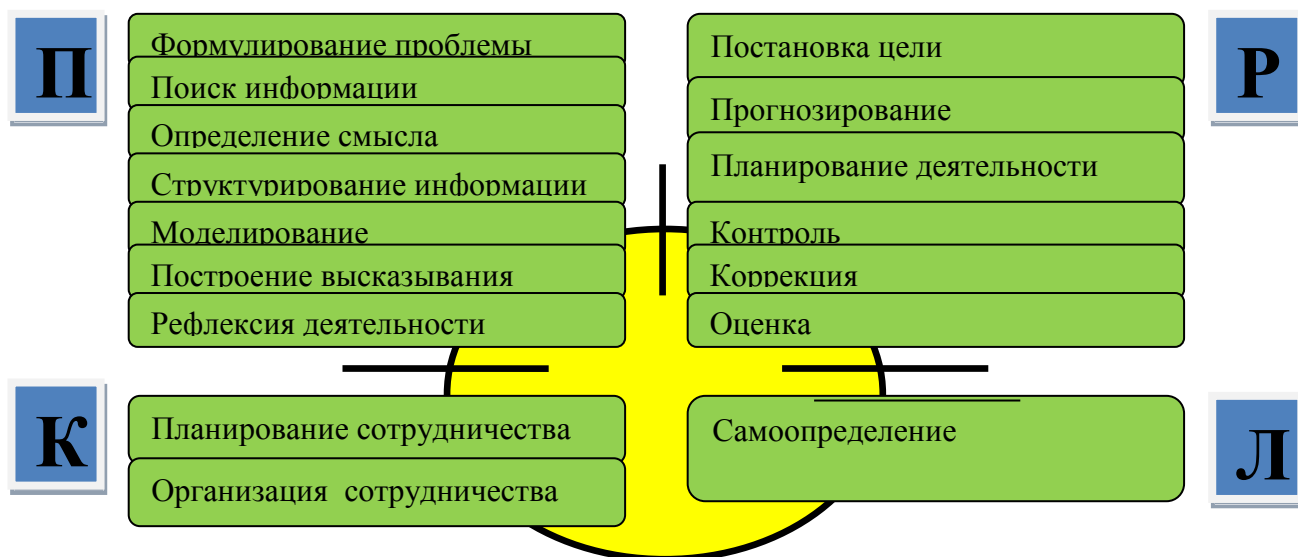 П
Формулирование проблемы
Поиск информации
Определение смысла
Структурирование информации
Моделирование
Построение высказывания
Рефлексия деятельности
Р
Постановка цели
Прогнозирование
Планирование деятельности
Контроль
Коррекция
Оценка
К
Планирование сотрудничества
Организация сотрудничества
Л
Самоопределение